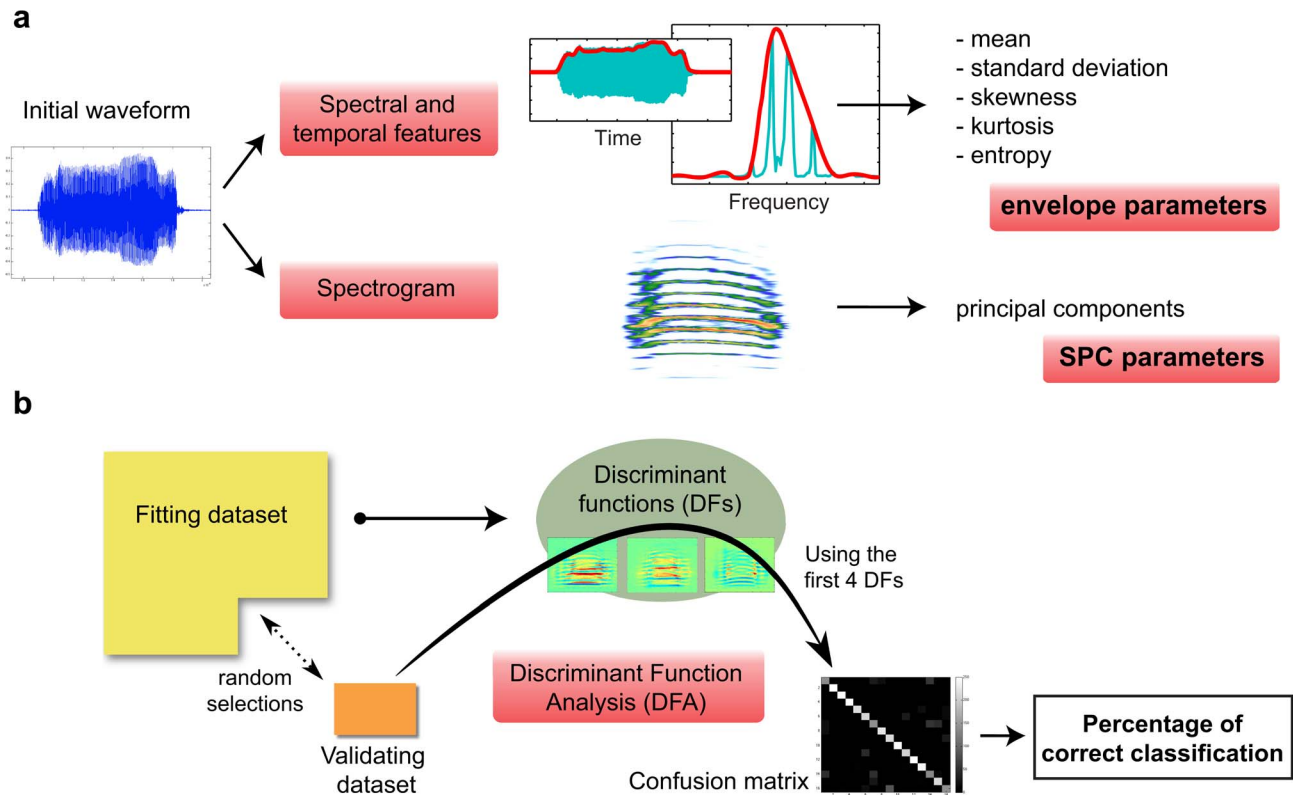 a
Initial waveform
Spectral and
temporal features
Time
Frequency
- mean
- standard deviation
- skewness
- kurtosis
- entropy
envelope parameters
Spectrogram
principal components
SPC parameters
b
Fitting dataset
random
selections
Validating
dataset
Discriminant
functions (DFs)
Using the
first 4 DFs
Discriminant Function
Analysis (DFA)
Confusion matrix
Percentage of
correct classification